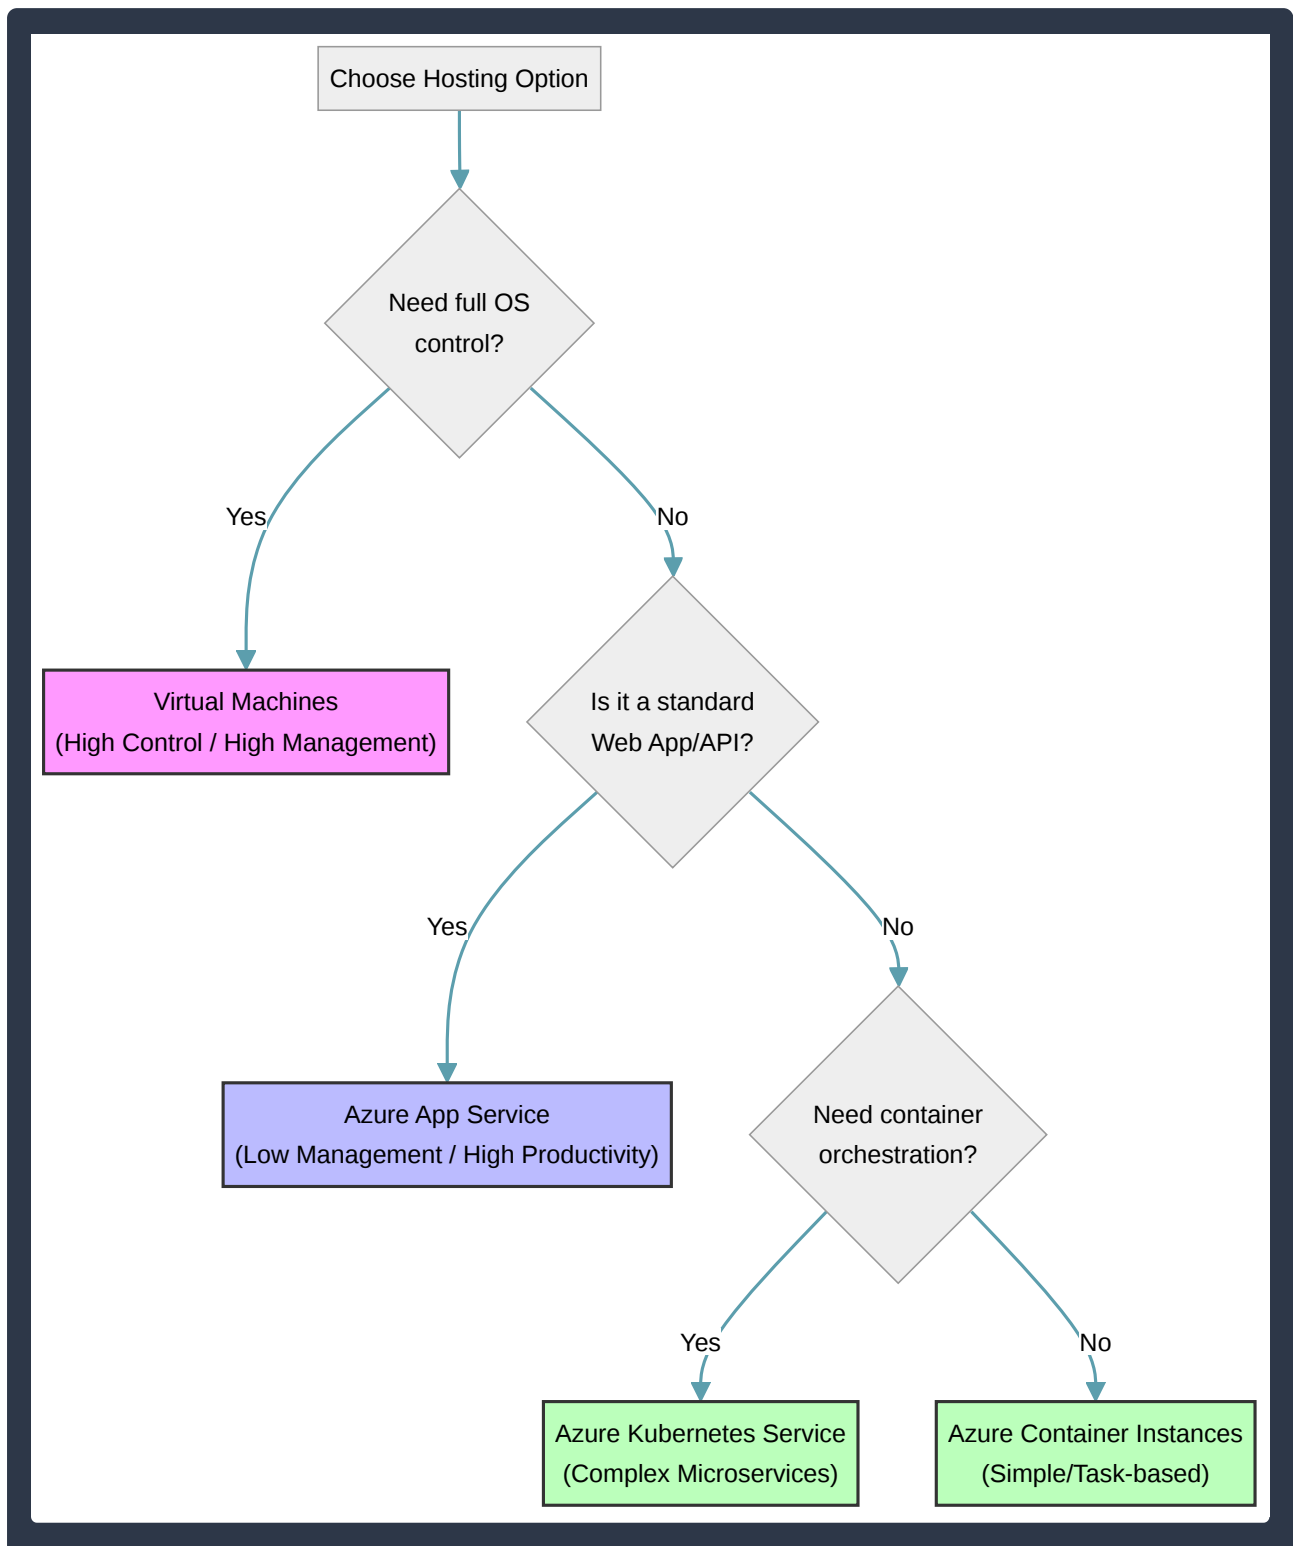 Choose Hosting Option
Need full OS
control?
Yes
No
Virtual Machines
(High Control / High Management)
Is it a standard
Web App/API?
Yes
No
Azure App Service
(Low Management / High Productivity)
Need container
orchestration?
Yes
No
Azure Kubernetes Service
(Complex Microservices)
Azure Container Instances
(Simple/Task-based)